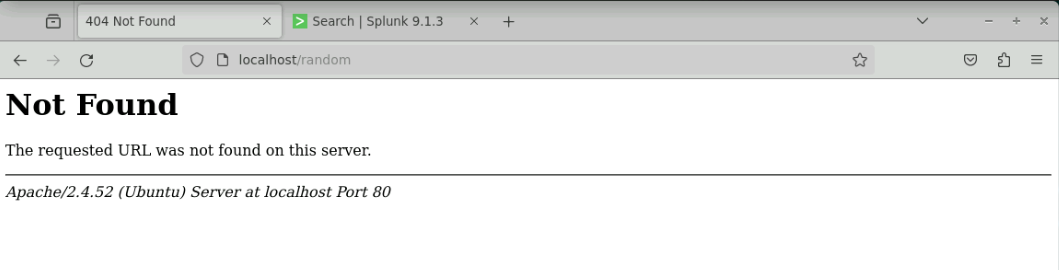 404 Not Found
Search | Splunk 9.1.3
localhost/random
Not Found
The requested URL was not found on this server.
Apache/2.4.52 (Ubuntu) Server at localhost Port 80